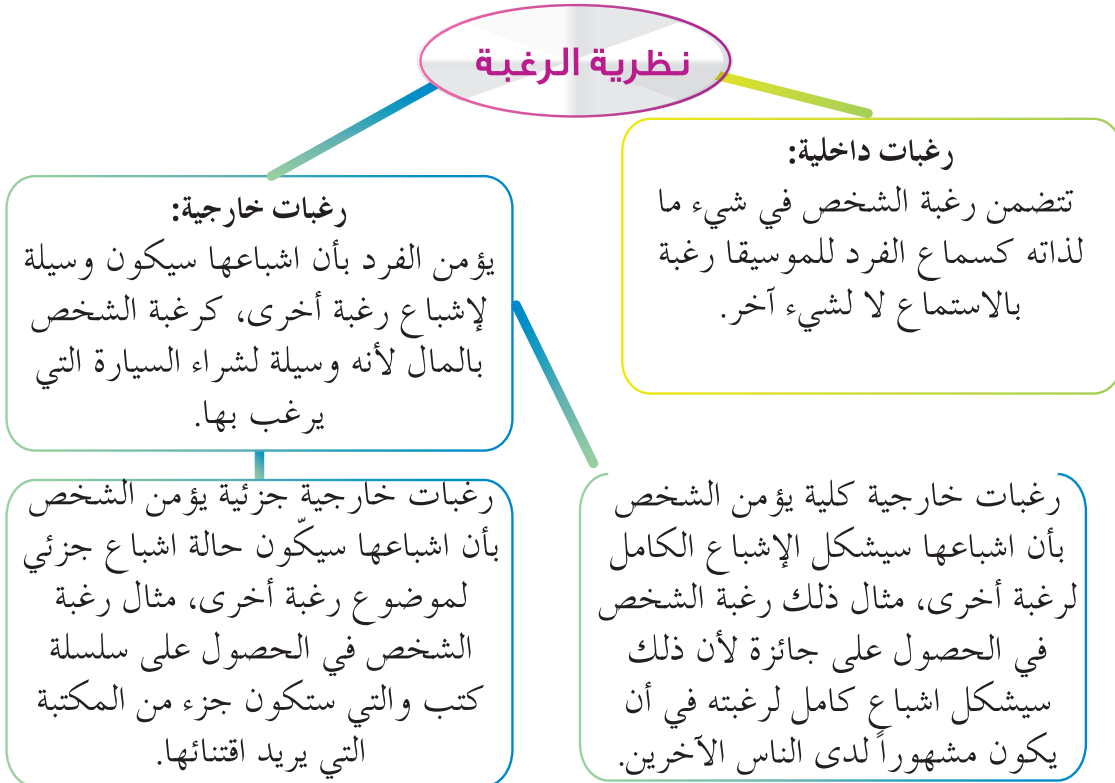 نظرية الرغبة
رغبات داخلية:
تتضمن رغبة الشخص في شيء ما
لذاته كسماع الفرد للموسيقا رغبة
بالاستماع لا لشيء آخر.
رغبات خارجية:
يؤمن الفرد بأن اشباعها سيكون وسيلة
لإشباع رغبة أخرى، كرغبة الشخص
بالمال لأنه وسيلة لشراء السيارة التي
يرغب بها.
رغبات خارجية كلية يؤمن الشخص
بأن اشباعها سيشكل الإشباع الكامل
لرغبة أخرى، مثال ذلك رغبة الشخص
في الحصول على جائزة لأن ذلك
سيشكل اشباع كامل لرغبته في أن
يكون مشهوراً لدى الناس الآخرين.
رغبات خارجية جزئية يؤمن الشخص
بأن اشباعها سيكّون حالة اشباع جزئي
لموضوع رغبة أخرى، مثال رغبة
الشخص في الحصول على سلسلة
كتب والتي ستكون جزء من المكتبة
التي يريد اقتنائها.